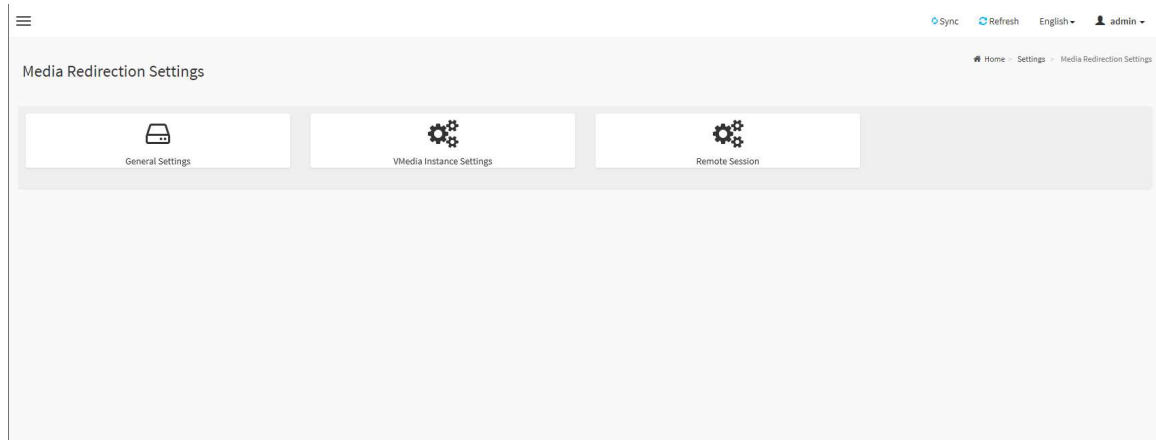 Sync Refresh English admin
Home > Settings > Media Redirection Settings
Media Redirection Settings
General Settings VMedia Instance Settings Remote Session